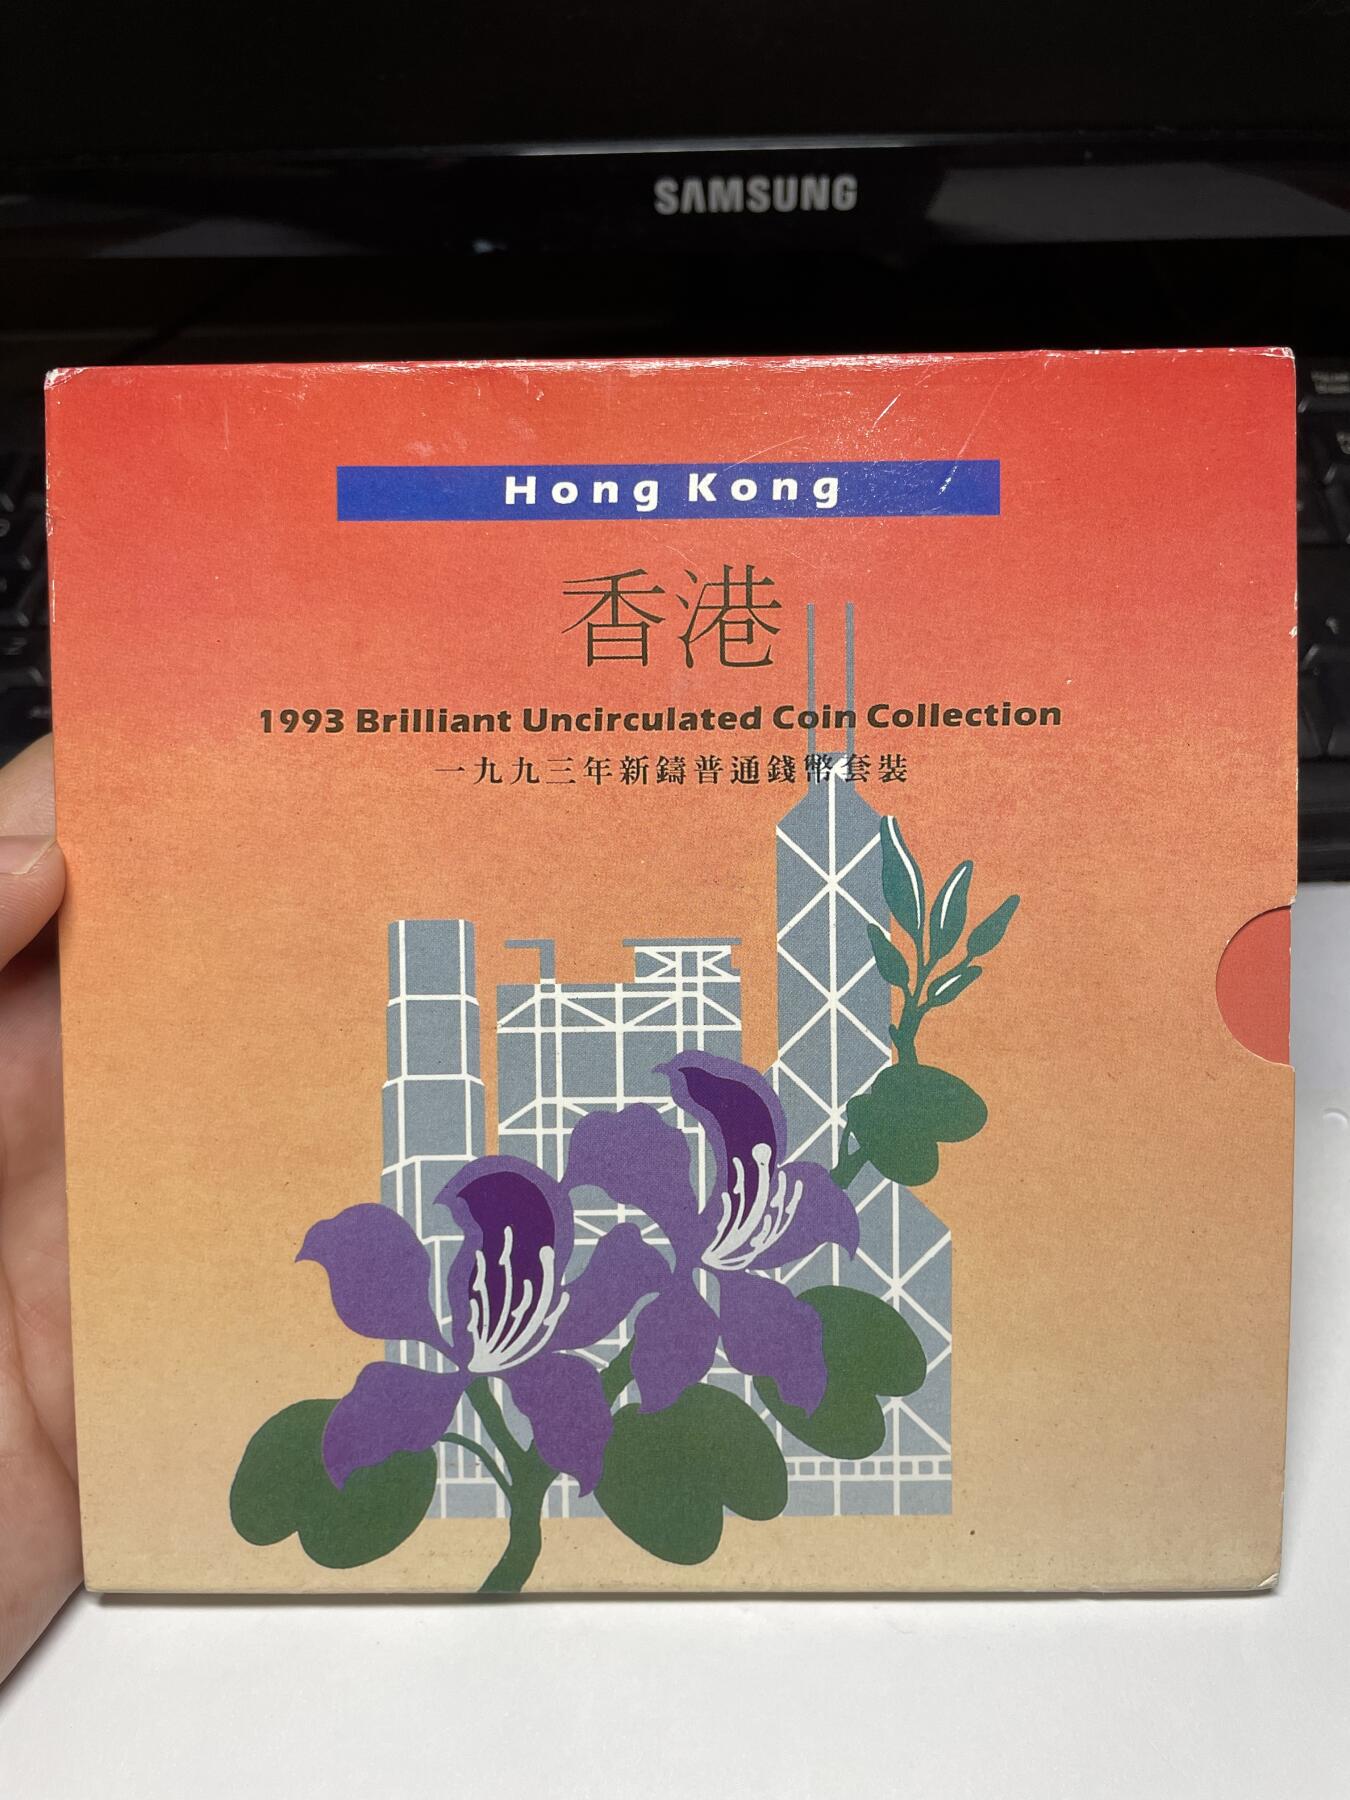 SAMSUNG
Hong Kong
香港
1993 Brilliant Uncirculated Coin Collection
一九九三年新鑄普通錢幣套裝